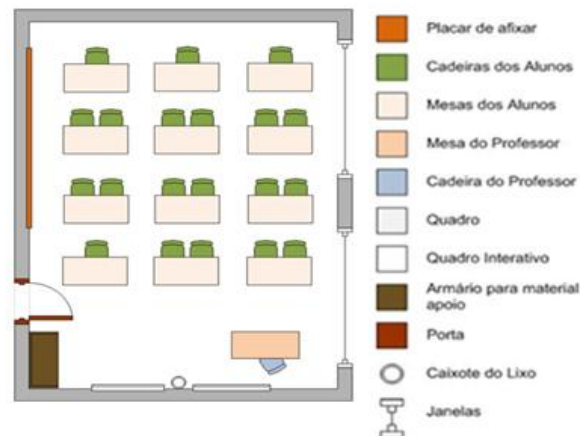 Placar de afixar
Cadeiras dos Alunos
Mesas dos Alunos
Mesa do Professor
Cadeira do Professor
Quadro
Quadro Interativo
Armário para material
apoio
Porta
Caixote do Lixo
Janelas